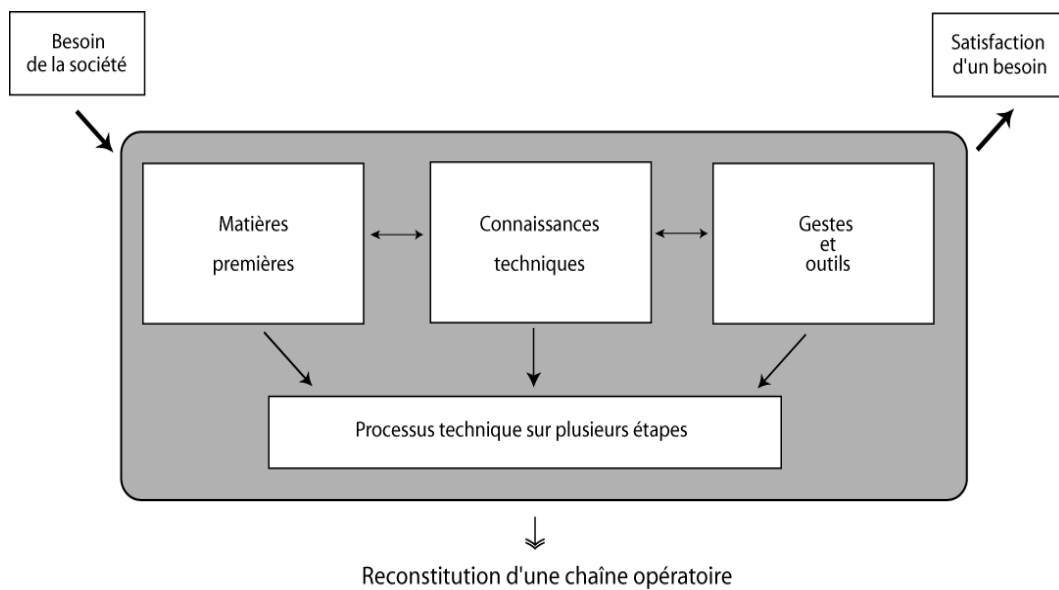 Besoin
de la société
Satisfaction
d'un besoin
Matières
premières
Connaissances
techniques
Gestes
et
outils
Processus technique sur plusieurs étapes
Reconstitution d'une chaîne opératoire